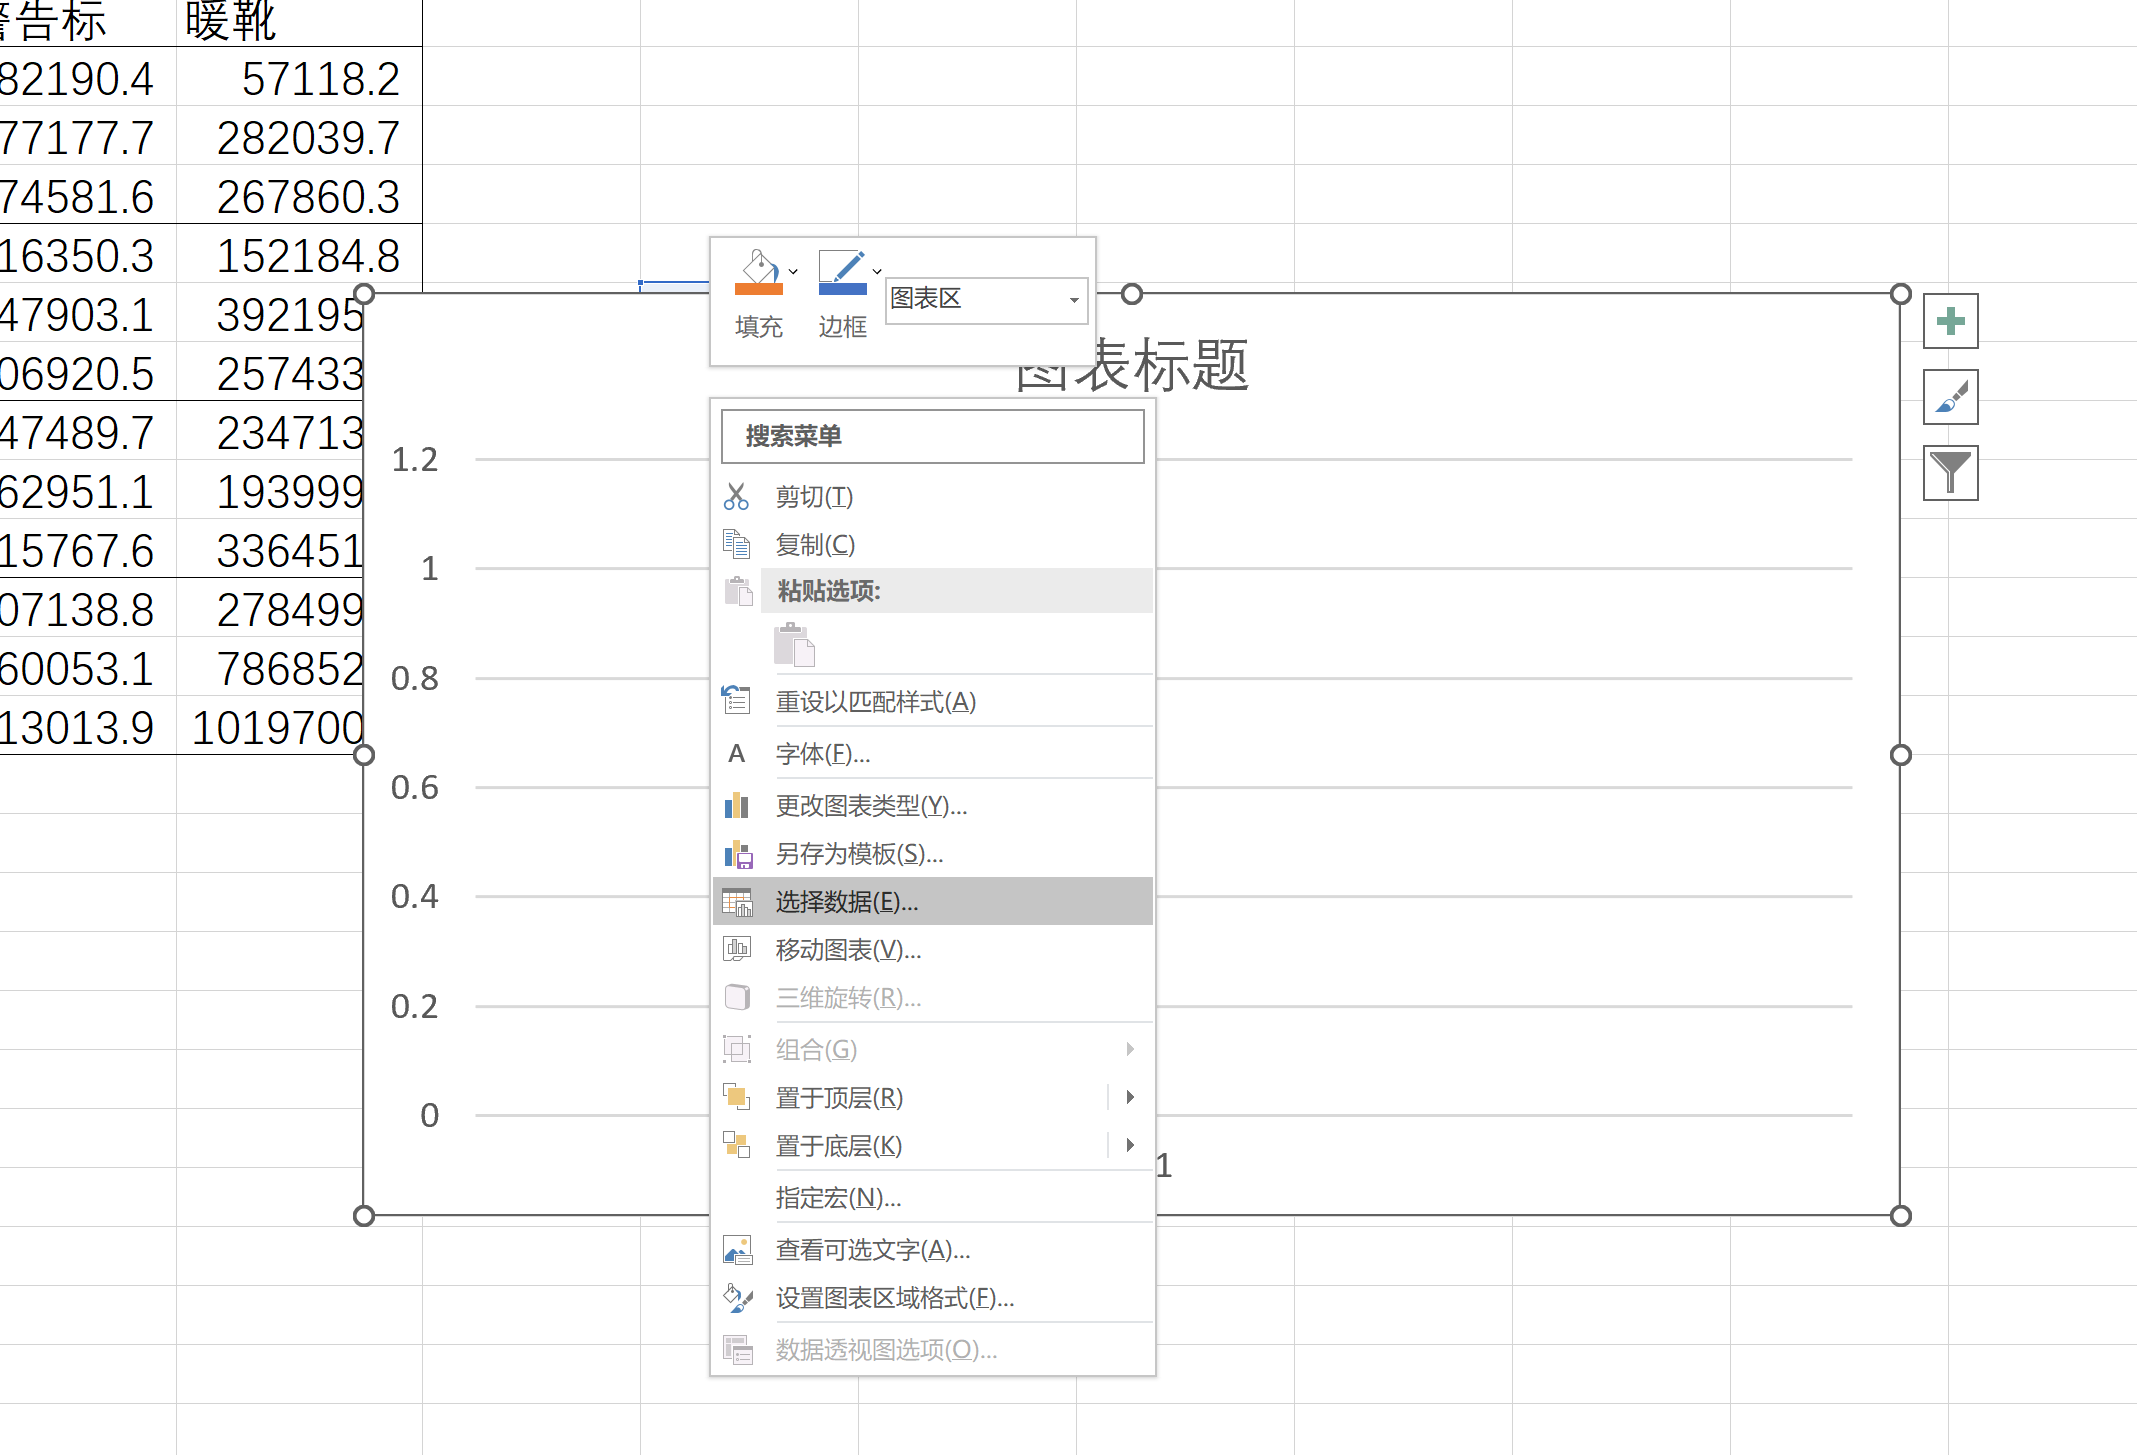 告标 暖靴
82190.4 57118.2
77177.7 282039.7
74581.6 267860.3
16350.3 152184.8
47903.1 392195
06920.5 257433
47489.7 234713
62951.1 193999
15767.6 336451
07138.8 278499
60053.1 786852
13013.9 1019700
填充 边框 图表区
图表标题
1.2
1
0.8
0.6
0.4
0.2
0
1
搜索菜单
剪切(T)
复制(C)
粘贴选项:
重设以匹配样式(A)
A 字体(F)...
更改图表类型(Y)...
另存为模板(S)...
选择数据(E)...
移动图表(V)...
三维旋转(R)...
组合(G)
置于顶层(R)
置于底层(K)
指定宏(N)...
查看可选文字(A)...
设置图表区域格式(F)...
数据透视图选项(O)...